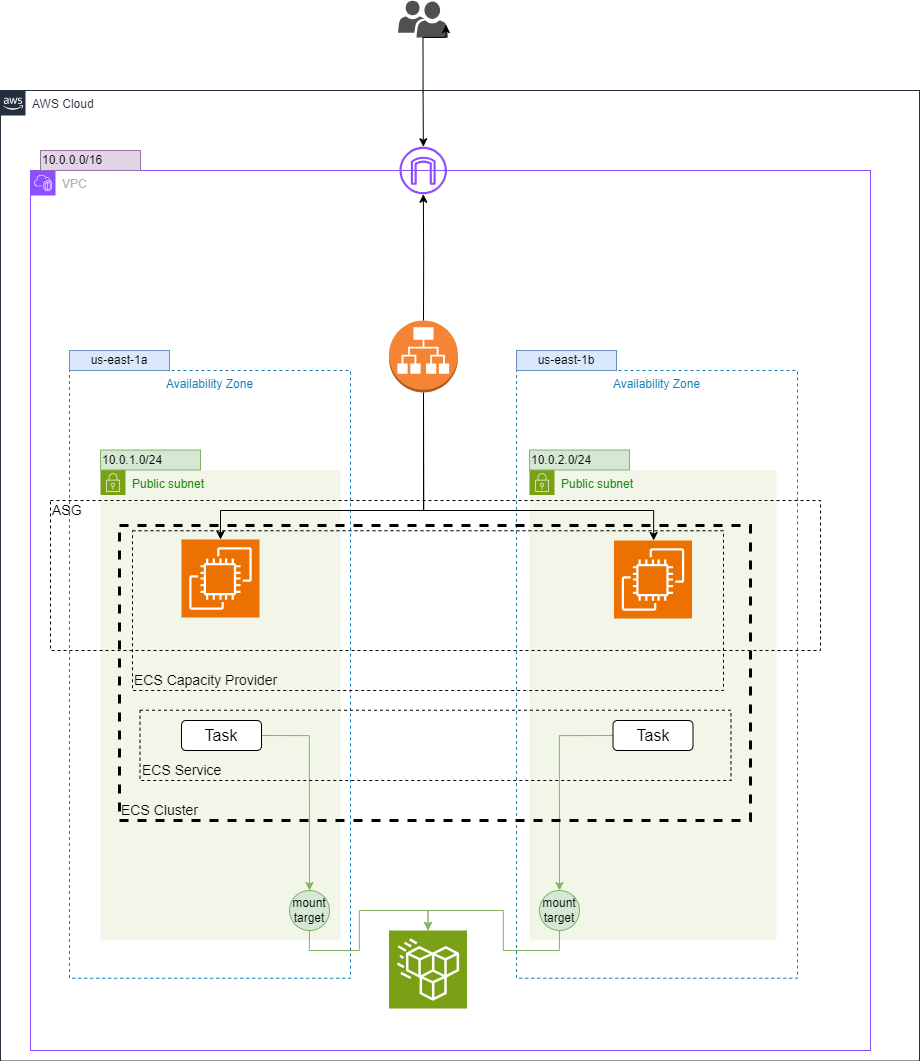 aws
AWS Cloud
10.0.0.0/16
VPC
us-east-1a
us-east-1b
Availability Zone
Availability Zone
10.0.1.0/24
10.0.2.0/24
Public subnet
Public subnet
ASG
ECS Capacity Provider
Task
Task
ECS Service
ECS Cluster
mount
target
mount
target